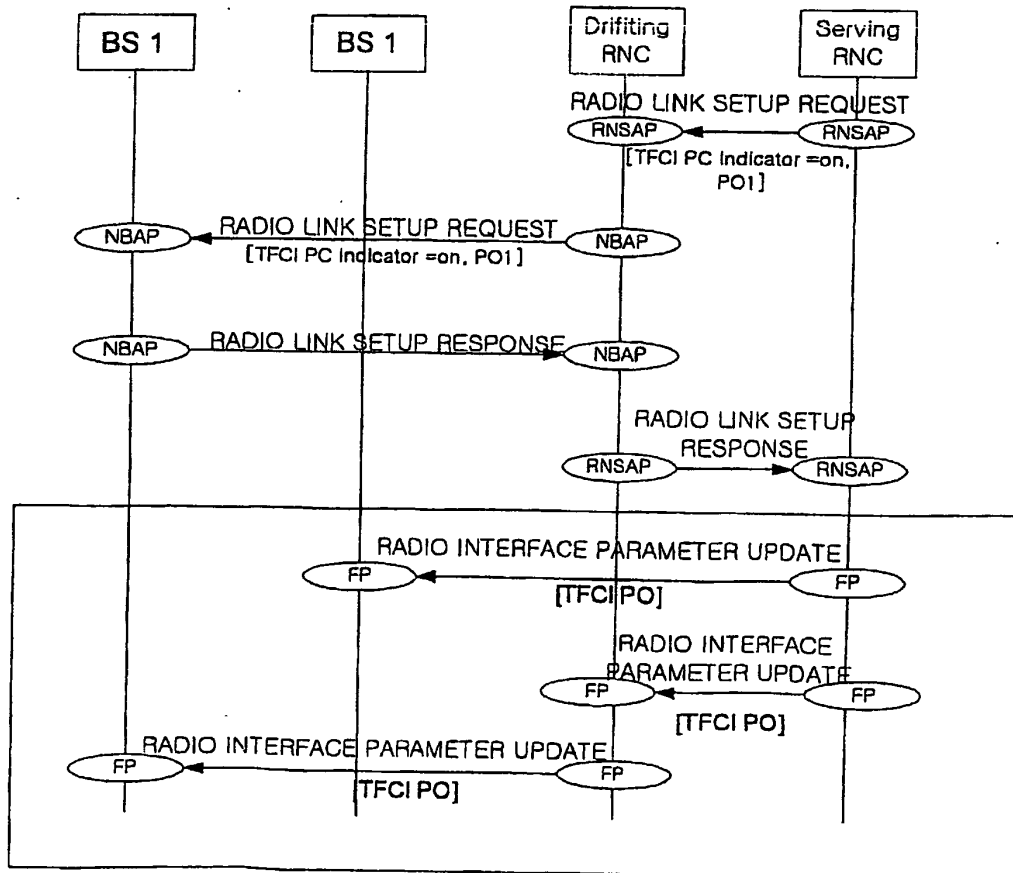 BS 1
BS 1
Drifiting
RNC
Serving
RNC
RADIO LINK SETUP REQUEST
RNSAP
RNSAP
[TFCI PC Indicator =on,
PO1]
RADIO LINK SETUP REQUEST
NBAP
NBAP
[TFCI PC Indicator =on, PO1]
RADIO LINK SETUP RESPONSE
NBAP
NBAP
RADIO LINK SETUP
RESPONSE
RNSAP
RNSAP
RADIO INTERFACE PARAMETER UPDATE
FP
FP
[TFCI PO]
RADIO INTERFACE
PARAMETER UPDATE
FP
FP
[TFCI PO]
RADIO INTERFACE PARAMETER UPDATE
FP
FP
[TFCI PO]